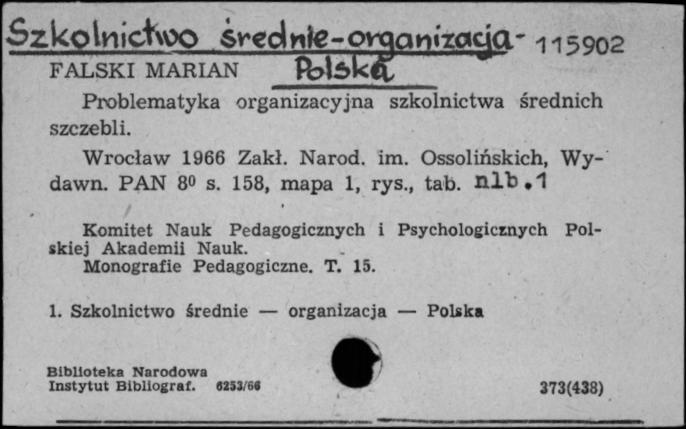 Szkolnictwo średnie-organizacja- 115902
FALSKI MARIAN Polska
Problematyka organizacyjna szkolnictwa średnich
szczebli.
Wrocław 1966 Zakł. Narod. im. Ossolińskich, Wy-
dawn. PAN 8⁰ s. 158, mapa 1, rys., tab. nlb.1
Komitet Nauk Pedagogicznych i Psychologicznych Pol-
skiej Akademii Nauk.
Monografie Pedagogiczne. T. 15.
1. Szkolnictwo średnie — organizacja — Polska
Biblioteka Narodowa
Instytut Bibliograf. 6253/66 373(438)